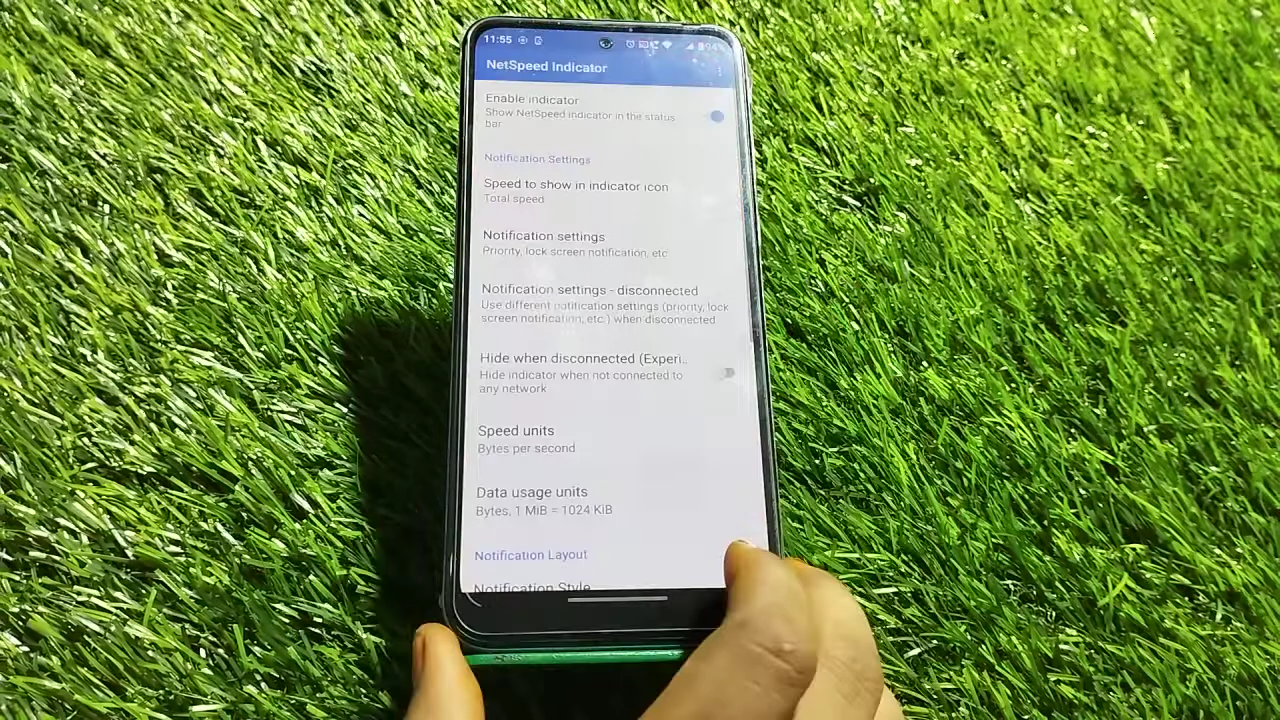 11:55
94%
NetSpeed Indicator
Enable indicator
Show NetSpeed indicator in the status
bar
Notification Settings
Speed to show in indicator icon
Total speed
Notification settings
Priority, lock screen notification, etc
Notification settings - disconnected
Use different notification settings (priority, lock
screen notification, etc.) when disconnected
Hide when disconnected (Experi..
Hide indicator when not connected to
any network
Speed units
Bytes per second
Data usage units
Bytes, 1 MiB = 1024 KiB
Notification Layout
Notification Style